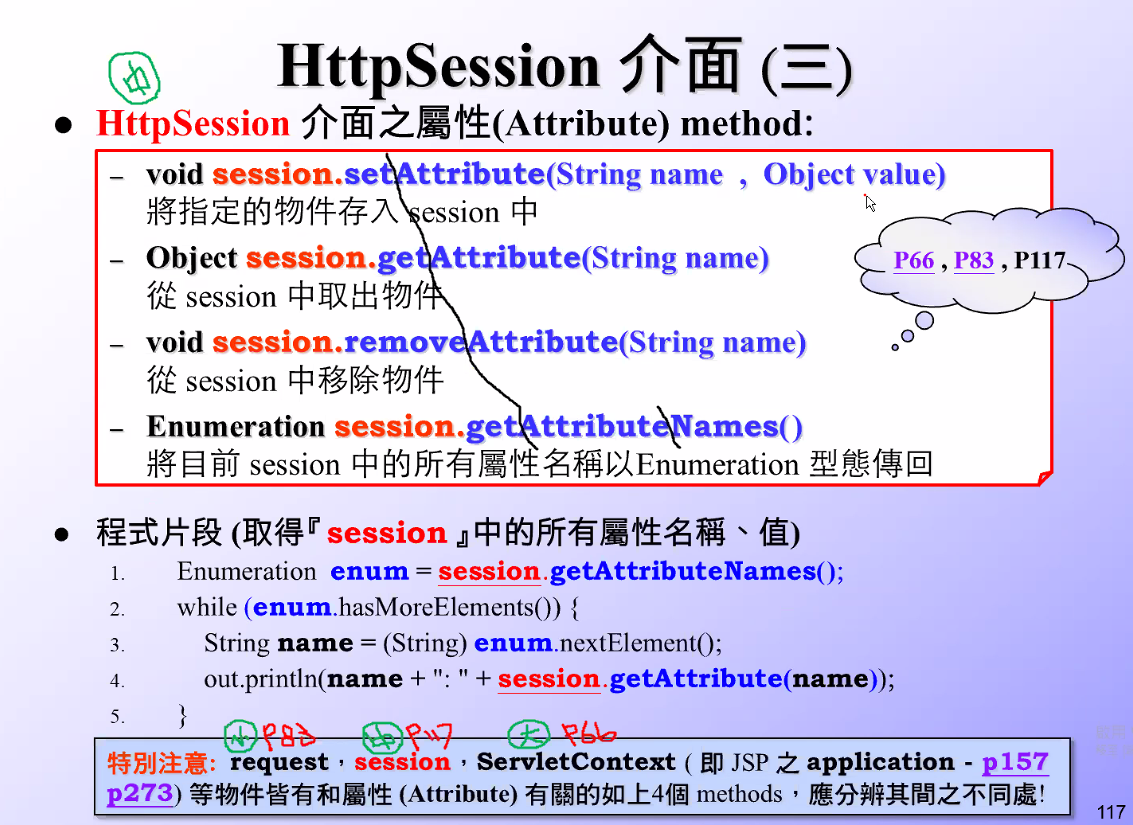 中
HttpSession 介面 (三)
● HttpSession 介面之屬性(Attribute) method:
– void session.setAttribute(String name , Object value)
將指定的物件存入 session 中
– Object session.getAttribute(String name)
從 session 中取出物件
P66 , P83 , P117
– void session.removeAttribute(String name)
從 session 中移除物件
– Enumeration session.getAttributeNames()
將目前 session 中的所有屬性名稱以Enumeration 型態傳回
● 程式片段 (取得『session 』中的所有屬性名稱、值)
1. Enumeration enum = session.getAttributeNames();
2. while (enum.hasMoreElements()) {
3. String name = (String) enum.nextElement();
4. out.println(name + ": " + session.getAttribute(name));
5. }
小 P83 中 P117 大 P66
特別注意: request，session，ServletContext ( 即 JSP 之 application - p157
p273) 等物件皆有和屬性 (Attribute) 有關的如上4個 methods，應分辨其間之不同處!
117